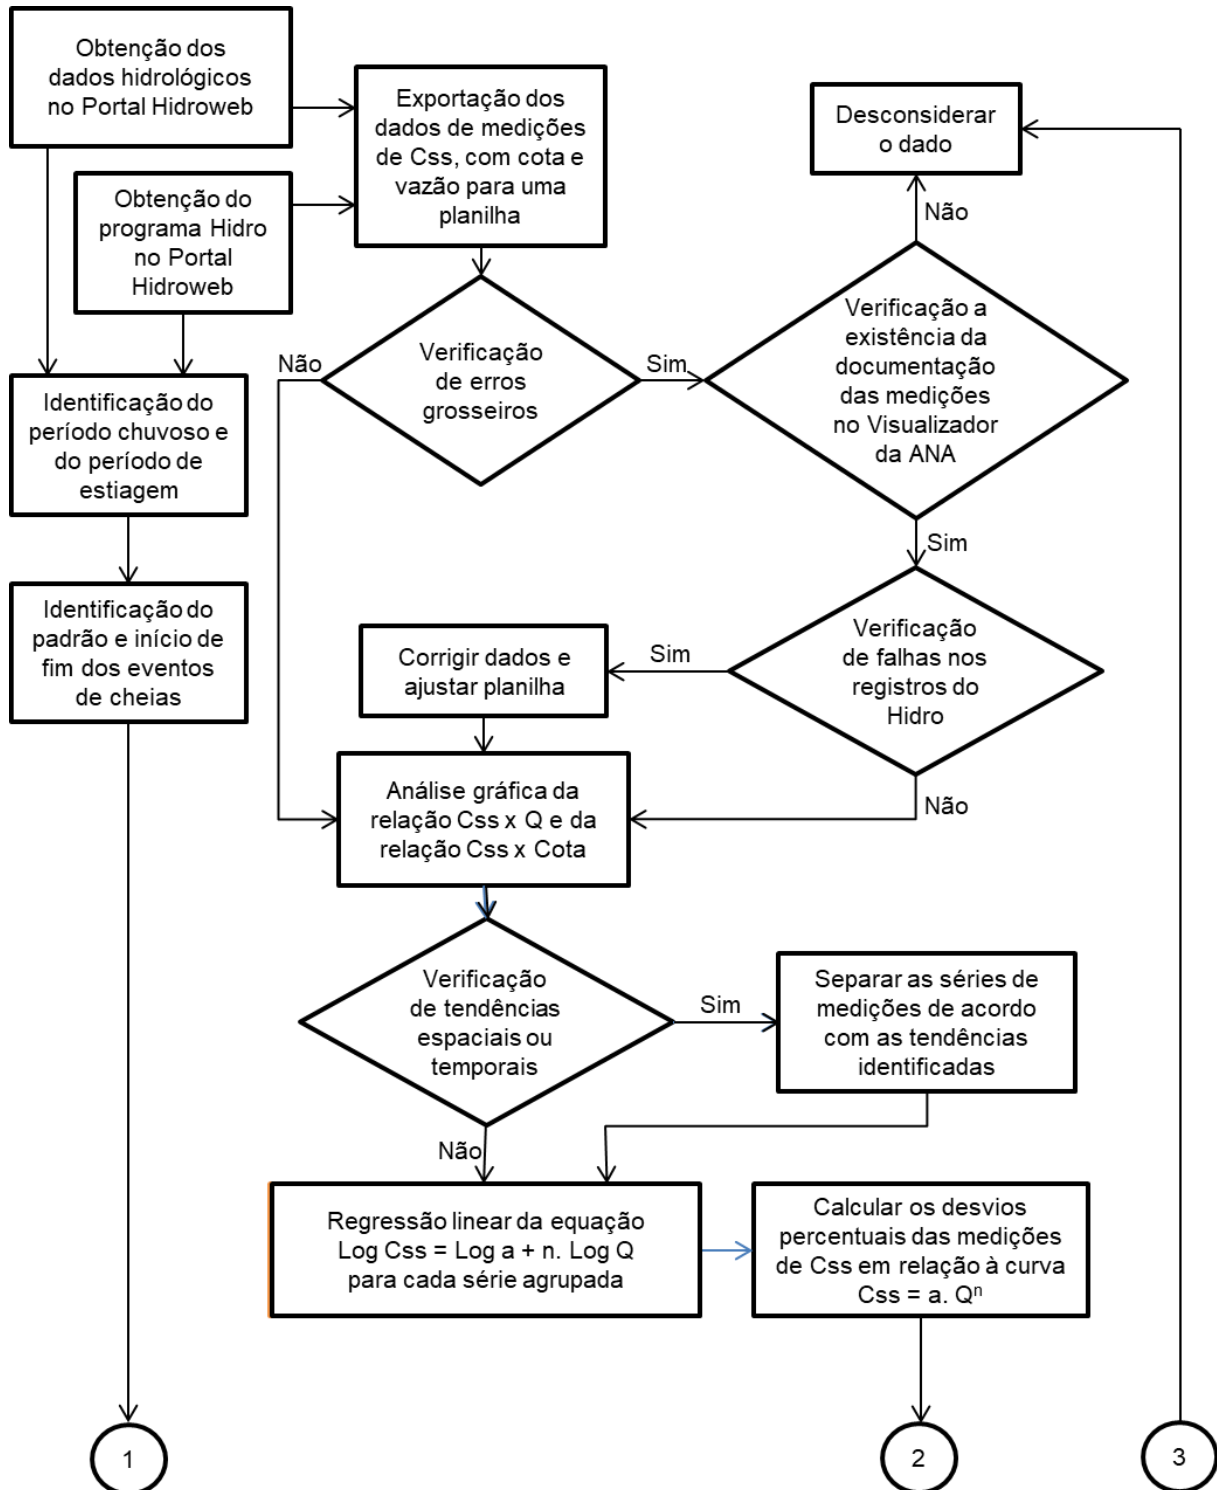 Obtenção dos
dados hidrológicos
no Portal Hidroweb
Exportação dos
dados de medições
de Css, com cota e
vazão para uma
planilha
Desconsiderar
o dado
Obtenção do
programa Hidro
no Portal
Hidroweb
Não
Verificação
de erros
grosseiros
Não
Sim
Verificação a
existência da
documentação
das medições
no Visualizador
da ANA
Identificação do
período chuvoso e
do período de
estiagem
Sim
Identificação do
padrão e início de
fim dos eventos
de cheias
Corrigir dados e
ajustar planilha
Sim
Verificação
de falhas nos
registros do
Hidro
Não
Análise gráfica da
relação Css x Q e da
relação Css x Cota
Verificação
de tendências
espaciais ou
temporais
Sim
Separar as séries de
medições de acordo
com as tendências
identificadas
Não
Regressão linear da equação
Log Css = Log a + n. Log Q
para cada série agrupada
Calcular os desvios
percentuais das medições
de Css em relação à curva
Css = a. Qⁿ
1
2
3